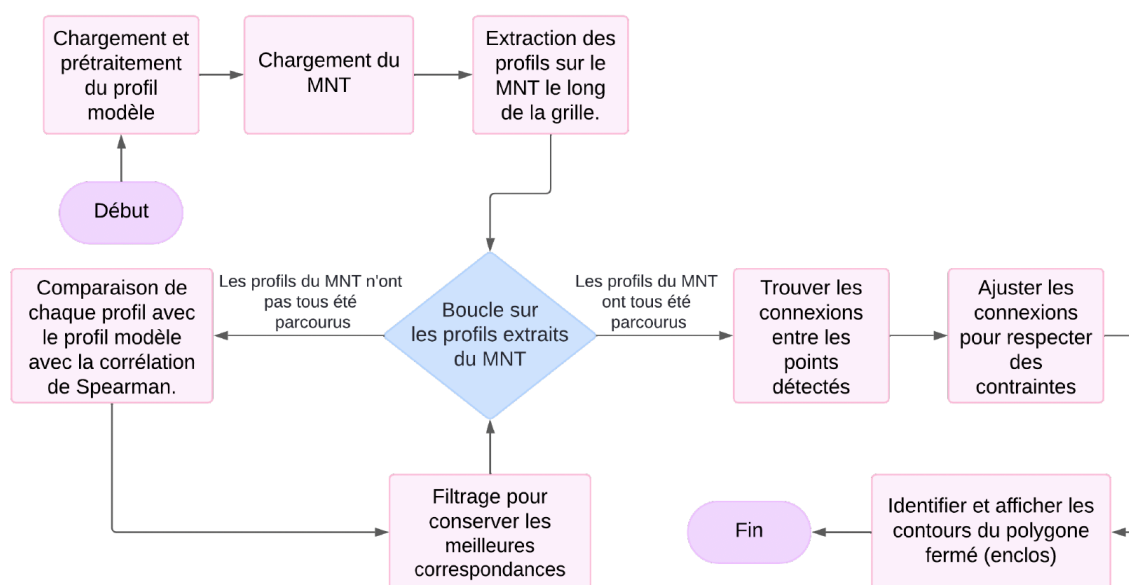 Chargement et
prétraitement
du profil
modèle
Chargement du
MNT
Extraction des
profils sur le
MNT le long
de la grille.
Début
Comparaison de
chaque profil avec
le profil modèle
avec la corrélation
de Spearman.
Les profils du MNT n'ont
pas tous été
parcourus
Boucle sur
les profils extraits
du MNT
Les profils du MNT
ont tous été
parcourus
Trouver les
connexions
entre les
points
détectés
Ajuster les
connexions
pour respecter
des
contraintes
Filtrage pour
conserver les
meilleures
correspondances
Fin
Identifier et afficher les
contours du polygone
fermé (enclos)